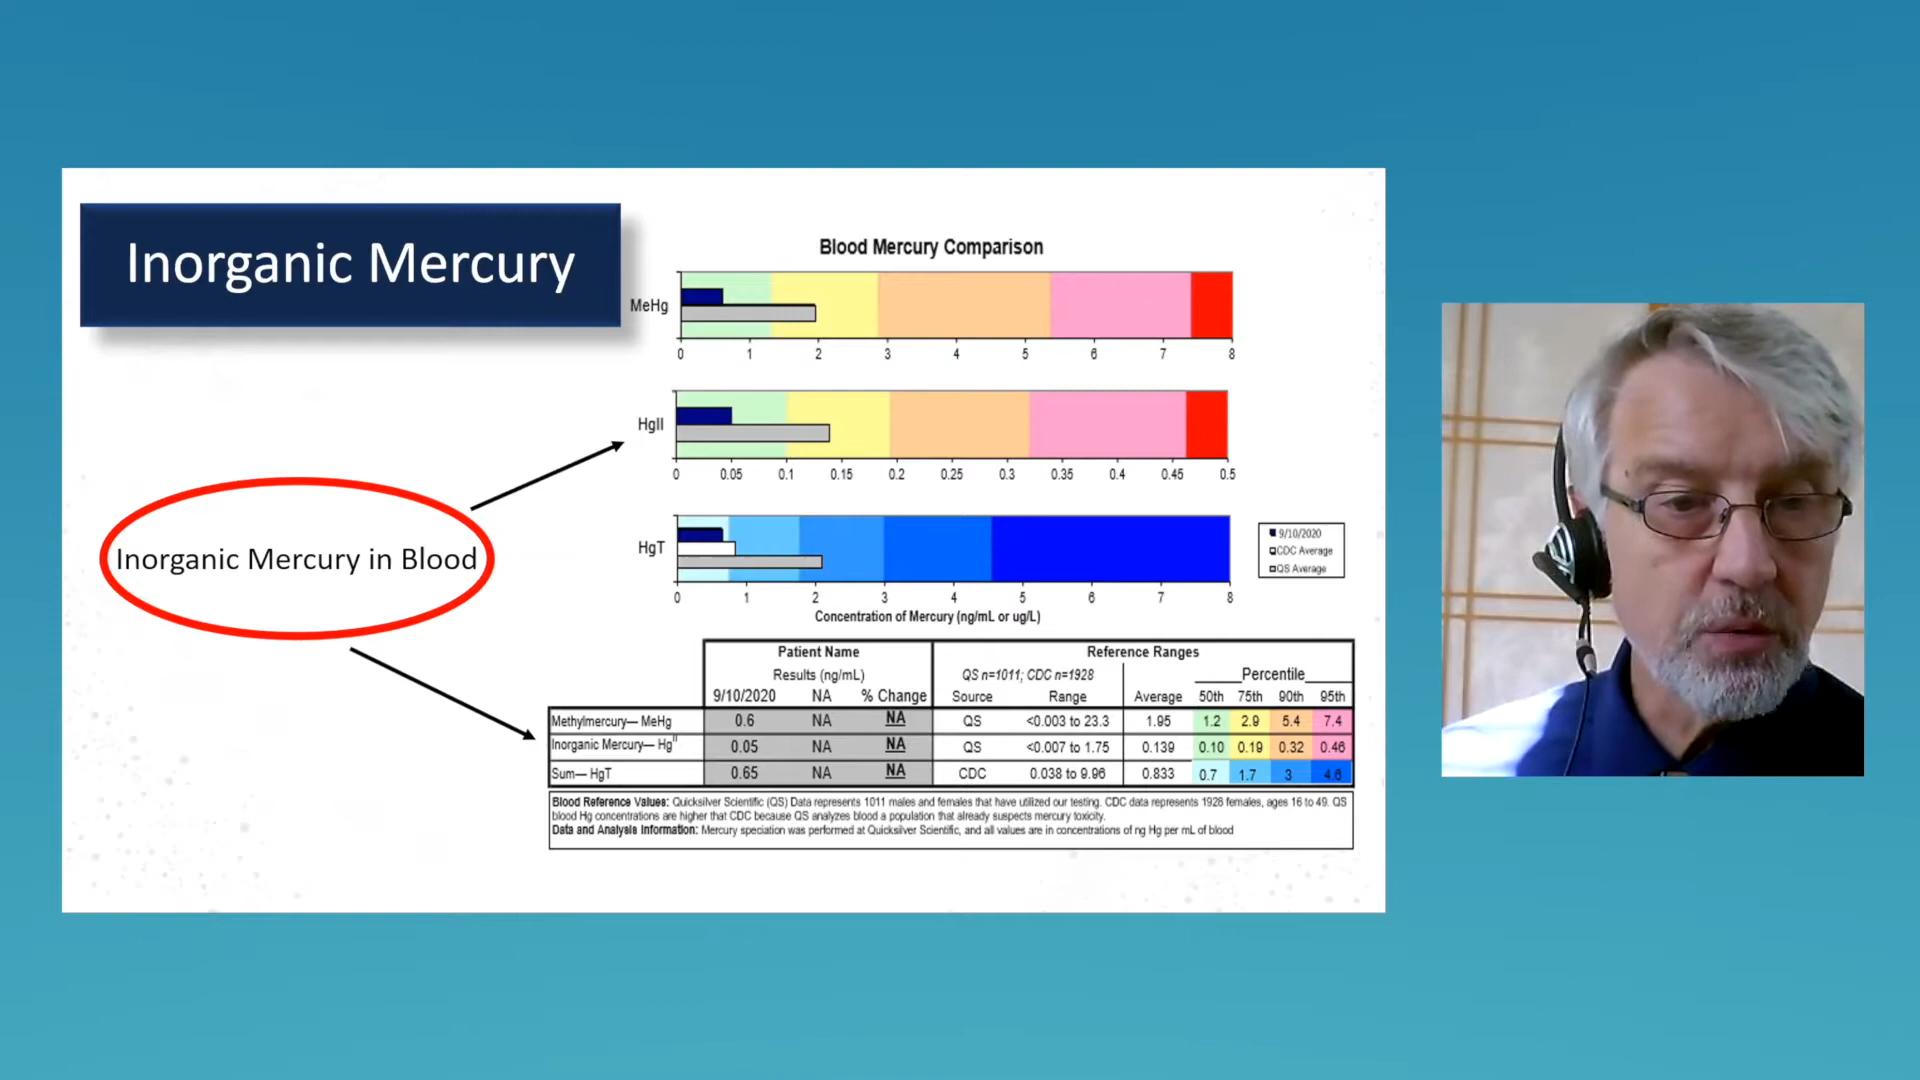 Inorganic Mercury
Inorganic Mercury in Blood
Blood Mercury Comparison
MeHg
0 1 2 3 4 5 6 7 8
HgII
0 0.05 0.1 0.15 0.2 0.25 0.3 0.35 0.4 0.45 0.5
HgT
0 1 2 3 4 5 6 7 8
Concentration of Mercury (ng/mL or ug/L)
9/10/2020
CDC Average
QS Average
Patient Name Reference Ranges
Results (ng/mL) QS n=1011; CDC n=1928 Percentile
9/10/2020 NA % Change Source Range Average 50th 75th 90th 95th
Methylmercury— MeHg 0.6 NA NA QS <0.003 to 23.3 1.95 1.2 2.9 5.4 7.4
Inorganic Mercury— Hg^II 0.05 NA NA QS <0.007 to 1.75 0.139 0.10 0.19 0.32 0.46
Sum— HgT 0.65 NA NA CDC 0.038 to 9.96 0.833 0.7 1.7 3 4.6
Blood Reference Values: Quicksilver Scientific (QS) Data represents 1011 males and females that have utilized our testing. CDC data represents 1928 females, ages 16 to 49. QS
blood Hg concentrations are higher that CDC because QS analyzes blood a population that already suspects mercury toxicity.
Data and Analysis Information: Mercury speciation was performed at Quicksilver Scientific, and all values are in concentrations of ng Hg per mL of blood